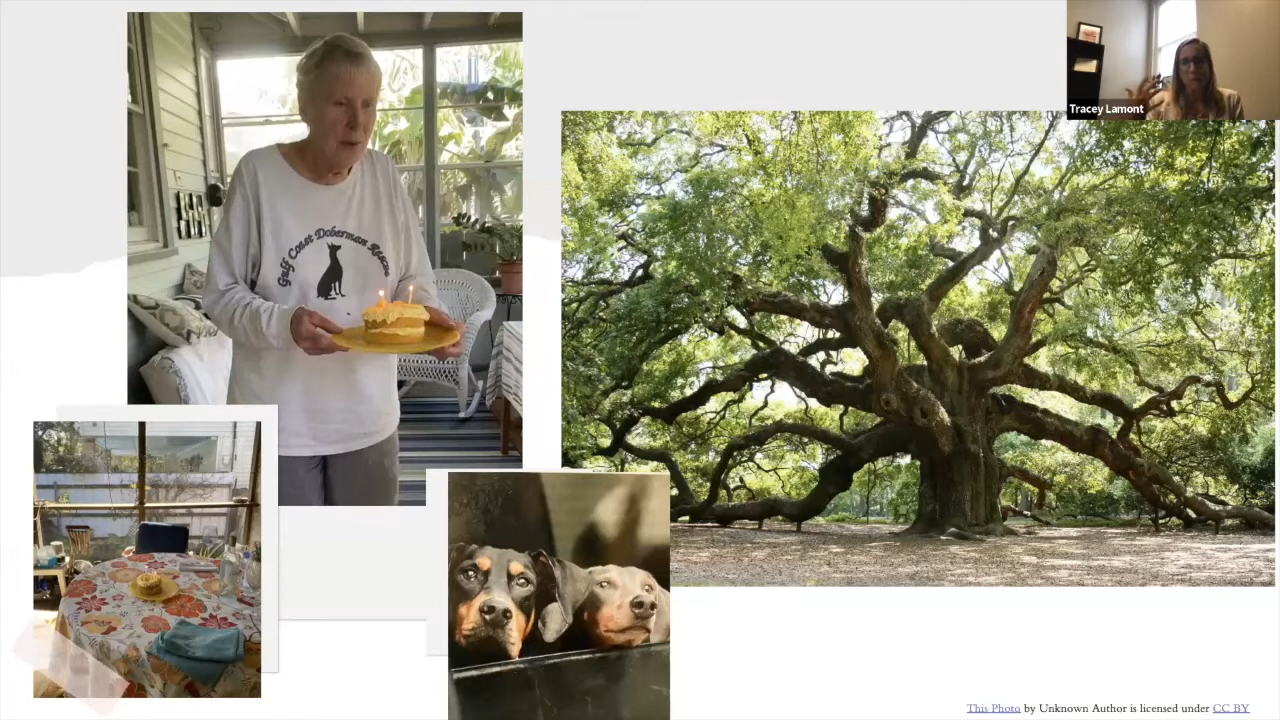 Tracey Lamont
Gulf Coast Doberman Rescue
This Photo by Unknown Author is licensed under CC BY